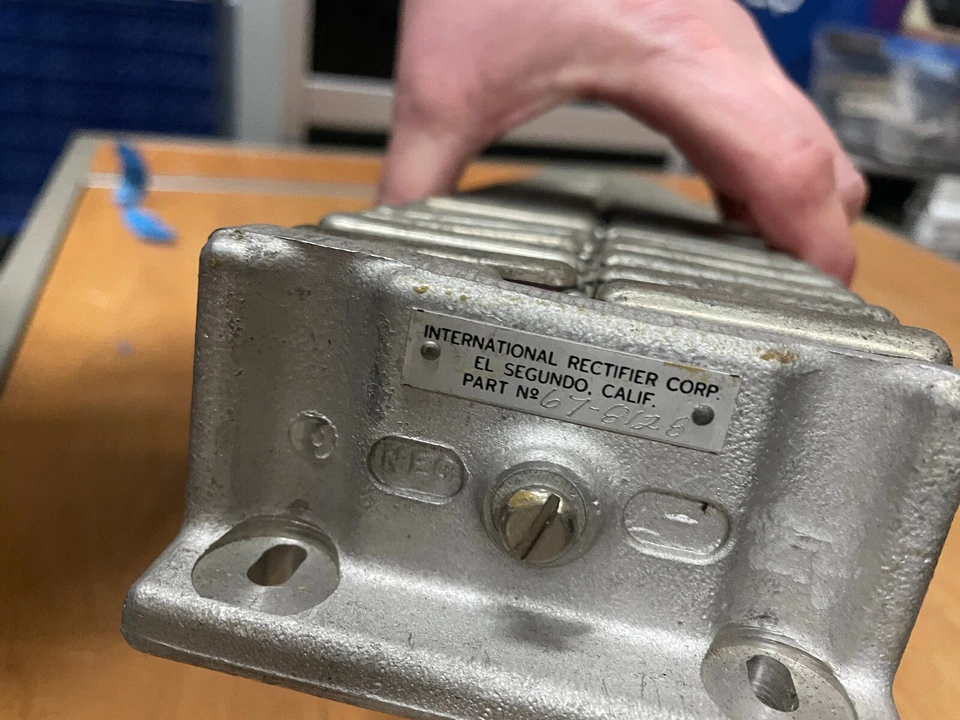 INTERNATIONAL RECTIFIER CORP.
EL SEGUNDO, CALIF.
PART Nº 67-8128
NEG
-